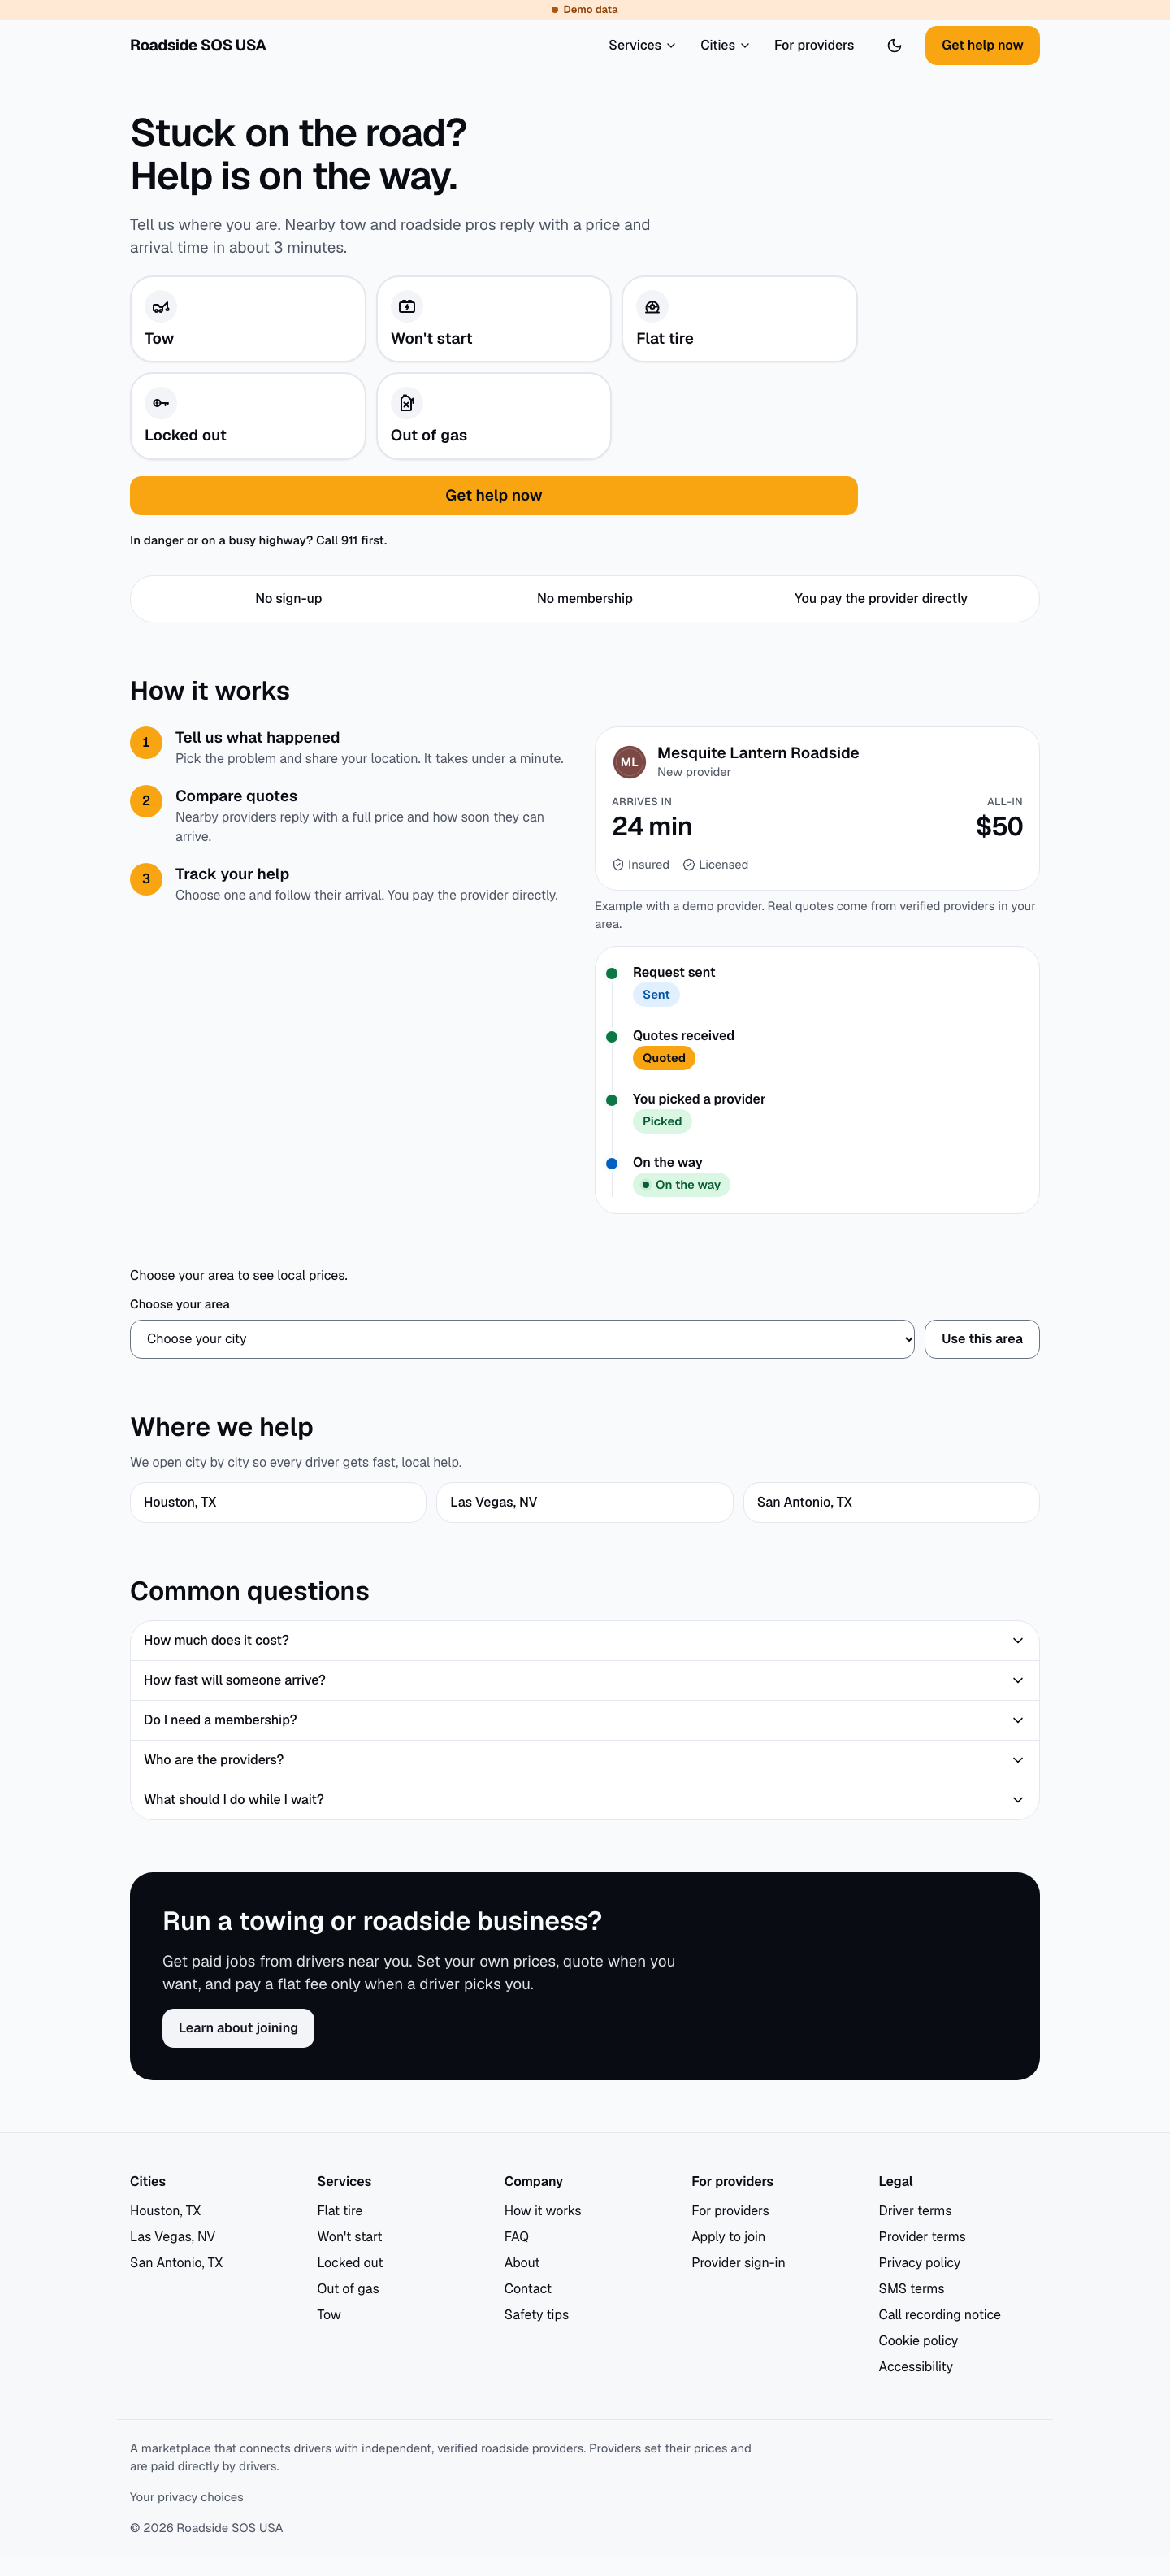 Demo data
Roadside SOS USA
Services
Cities
For providers
Get help now
Stuck on the road?
Help is on the way.
Tell us where you are. Nearby tow and roadside pros reply with a price and
arrival time in about 3 minutes.
Tow
Won't start
Flat tire
Locked out
Out of gas
Get help now
In danger or on a busy highway? Call 911 first.
No sign-up
No membership
You pay the provider directly
How it works
1
Tell us what happened
Pick the problem and share your location. It takes under a minute.
2
Compare quotes
Nearby providers reply with a full price and how soon they can
arrive.
3
Track your help
Choose one and follow their arrival. You pay the provider directly.
ML
Mesquite Lantern Roadside
New provider
ARRIVES IN
ALL-IN
24 min
$50
Insured
Licensed
Example with a demo provider. Real quotes come from verified providers in your
area.
Request sent
Sent
Quotes received
Quoted
You picked a provider
Picked
On the way
On the way
Choose your area to see local prices.
Choose your area
Choose your city
Use this area
Where we help
We open city by city so every driver gets fast, local help.
Houston, TX
Las Vegas, NV
San Antonio, TX
Common questions
How much does it cost?
How fast will someone arrive?
Do I need a membership?
Who are the providers?
What should I do while I wait?
Run a towing or roadside business?
Get paid jobs from drivers near you. Set your own prices, quote when you
want, and pay a flat fee only when a driver picks you.
Learn about joining
Cities
Houston, TX
Las Vegas, NV
San Antonio, TX
Services
Flat tire
Won't start
Locked out
Out of gas
Tow
Company
How it works
FAQ
About
Contact
Safety tips
For providers
For providers
Apply to join
Provider sign-in
Legal
Driver terms
Provider terms
Privacy policy
SMS terms
Call recording notice
Cookie policy
Accessibility
A marketplace that connects drivers with independent, verified roadside providers. Providers set their prices and
are paid directly by drivers.
Your privacy choices
© 2026 Roadside SOS USA